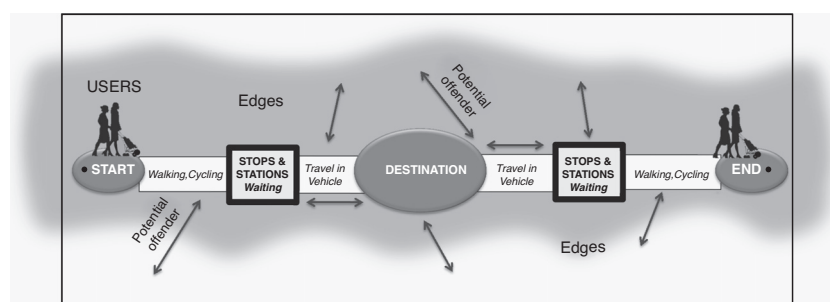 USERS
Edges
Potential
offender
START
Walking,Cycling
STOPS &
STATIONS
Waiting
Travel in
Vehicle
DESTINATION
Travel in
Vehicle
STOPS &
STATIONS
Waiting
Walking,Cycling
END
Potential
offender
Edges